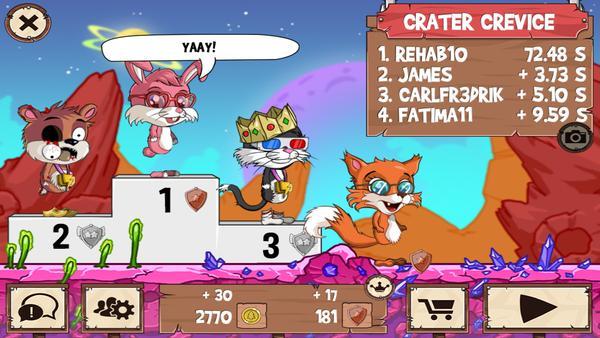 YAAY!
CRATER CREVICE
1. REHAB10 72.48 S
2. JAMES + 3.73 S
3. CARLFR3DRIK + 5.10 S
4. FATIMA11 + 9.59 S
1
2
3
+ 30 + 17
2770 181